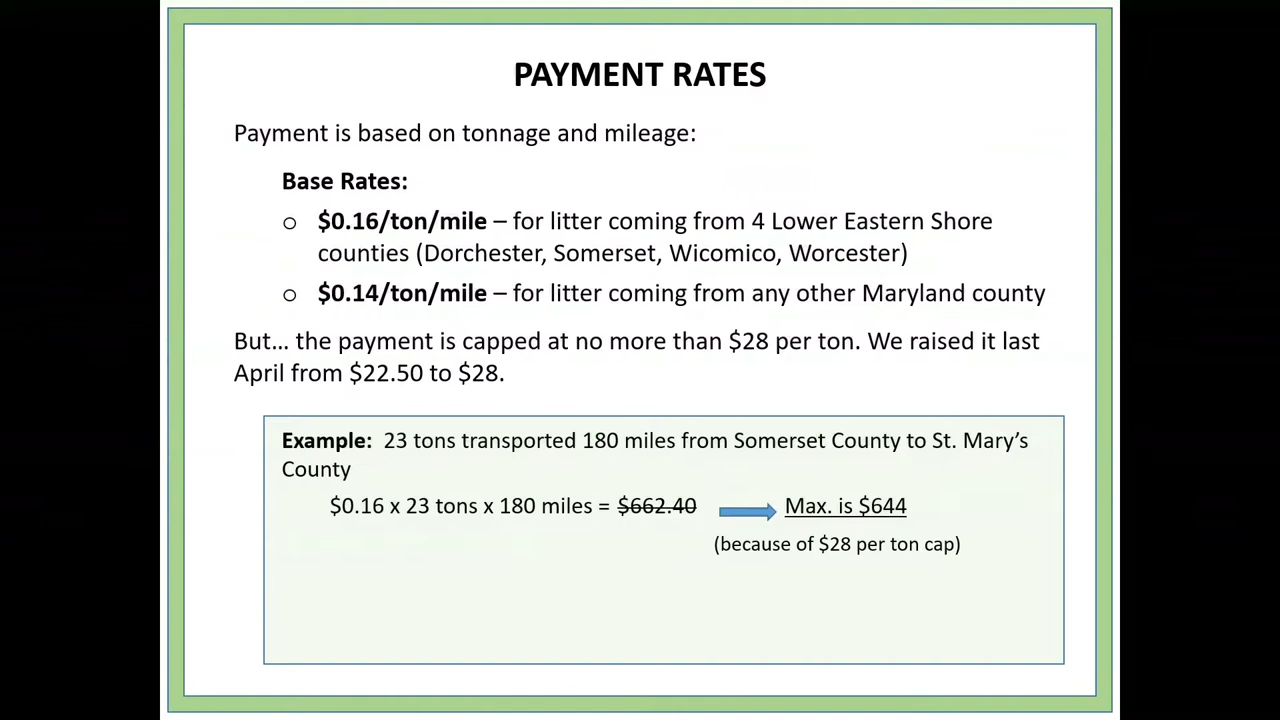 PAYMENT RATES
Payment is based on tonnage and mileage:
Base Rates:
o $0.16/ton/mile – for litter coming from 4 Lower Eastern Shore
counties (Dorchester, Somerset, Wicomico, Worcester)
o $0.14/ton/mile – for litter coming from any other Maryland county
But... the payment is capped at no more than $28 per ton. We raised it last
April from $22.50 to $28.
Example: 23 tons transported 180 miles from Somerset County to St. Mary’s
County
$0.16 x 23 tons x 180 miles = $662.40 Max. is $644
(because of $28 per ton cap)